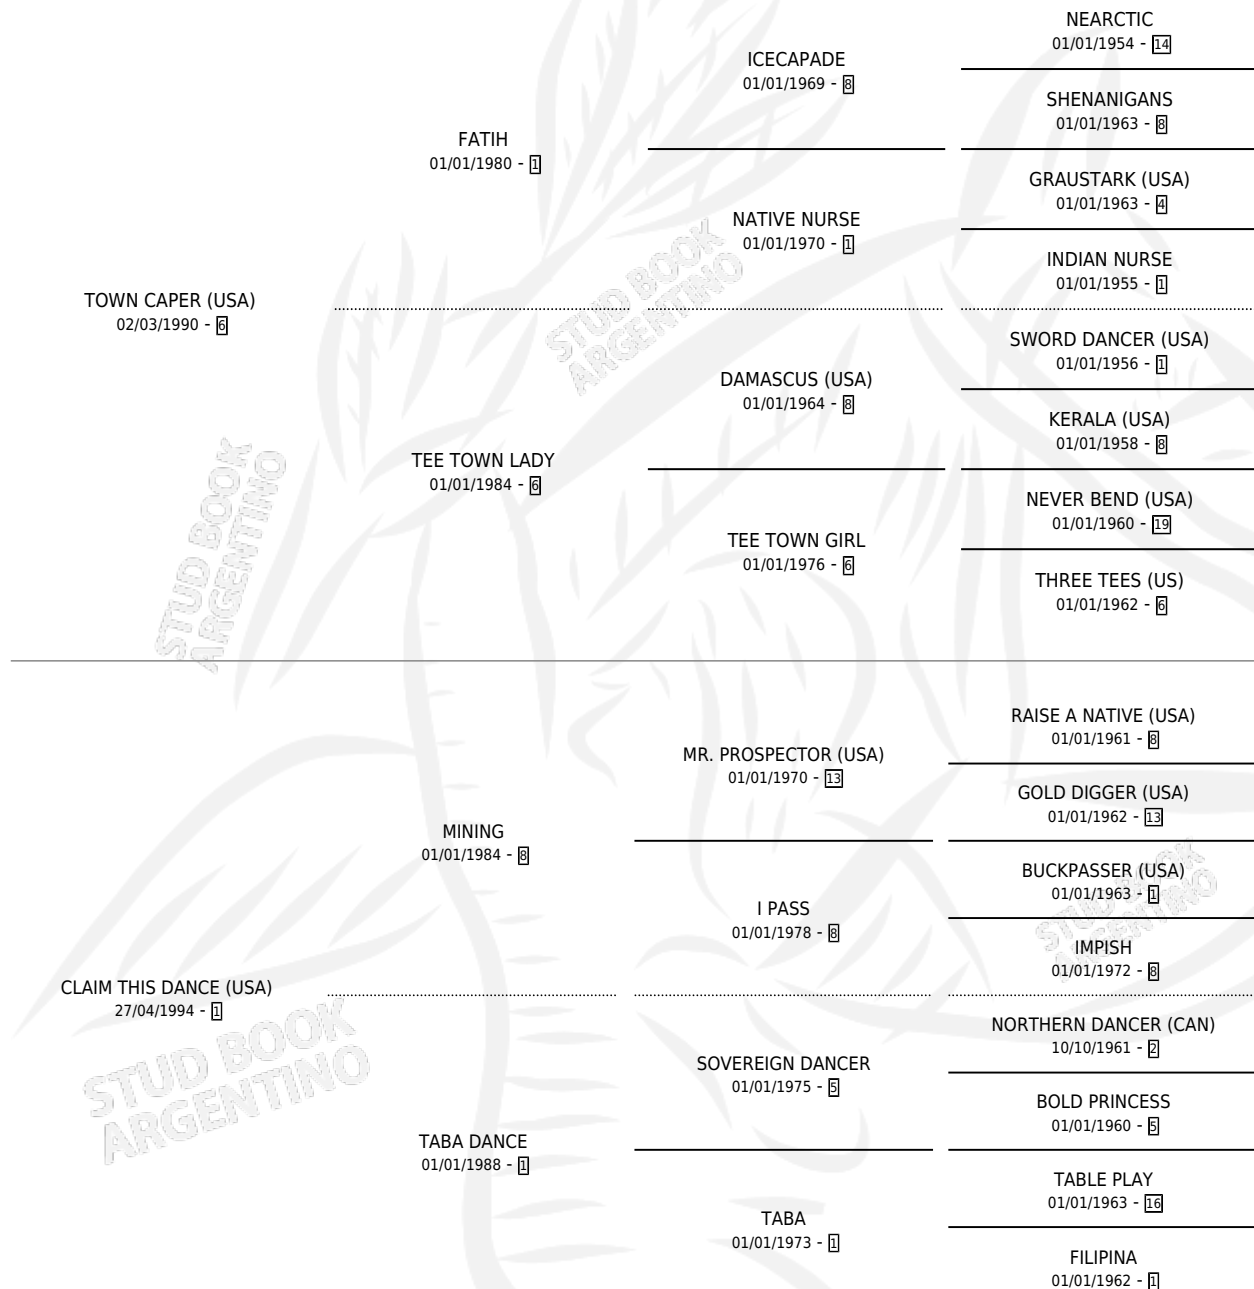 NEARCTIC
01/01/1954 - 14
ICECAPADE
01/01/1969 - 8
SHENANIGANS
01/01/1963 - 8
FATIH
01/01/1980 - 1
GRAUSTARK (USA)
01/01/1963 - 4
NATIVE NURSE
01/01/1970 - 1
INDIAN NURSE
01/01/1955 - 1
TOWN CAPER (USA)
02/03/1990 - 6
SWORD DANCER (USA)
01/01/1956 - 1
DAMASCUS (USA)
01/01/1964 - 8
KERALA (USA)
01/01/1958 - 8
TEE TOWN LADY
01/01/1984 - 6
NEVER BEND (USA)
01/01/1960 - 19
TEE TOWN GIRL
01/01/1976 - 6
THREE TEES (US)
01/01/1962 - 6
RAISE A NATIVE (USA)
01/01/1961 - 8
MR. PROSPECTOR (USA)
01/01/1970 - 13
GOLD DIGGER (USA)
01/01/1962 - 13
MINING
01/01/1984 - 8
BUCKPASSER (USA)
01/01/1963 - 1
I PASS
01/01/1978 - 8
IMPISH
01/01/1972 - 8
CLAIM THIS DANCE (USA)
27/04/1994 - 1
NORTHERN DANCER (CAN)
10/10/1961 - 2
SOVEREIGN DANCER
01/01/1975 - 5
BOLD PRINCESS
01/01/1960 - 5
TABA DANCE
01/01/1988 - 1
TABLE PLAY
01/01/1963 - 16
TABA
01/01/1973 - 1
FILIPINA
01/01/1962 - 1
STUD BOOK
ARGENTINO
STUD BOOK
ARGENTINO
STUD BOOK
ARGENTINO
STUD BOOK
ARGENTINO